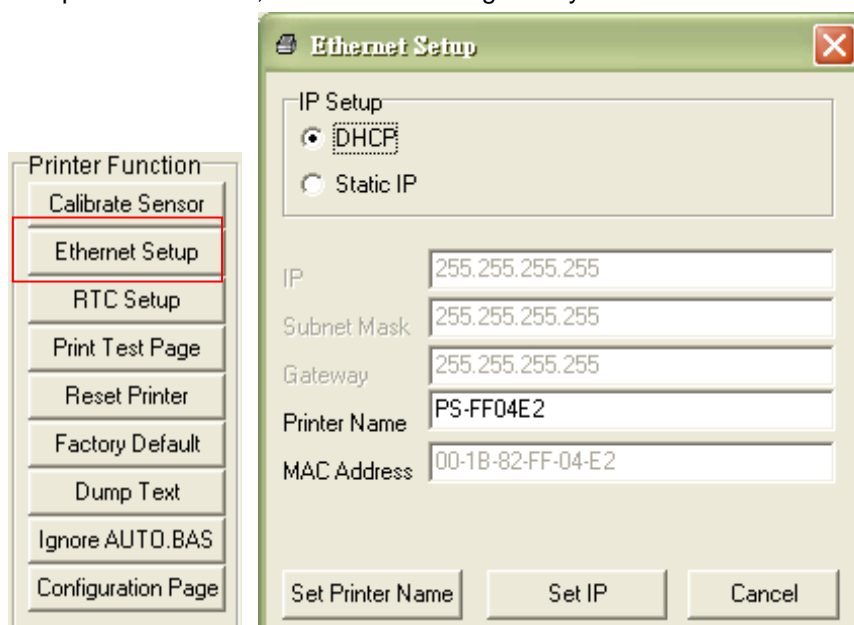 Printer Function
Calibrate Sensor
Ethernet Setup
RTC Setup
Print Test Page
Reset Printer
Factory Default
Dump Text
Ignore AUTO.BAS
Configuration Page
Ethernet Setup
IP Setup
DHCP
Static IP
IP 255.255.255.255
Subnet Mask 255.255.255.255
Gateway 255.255.255.255
Printer Name PS-FF04E2
MAC Address 00-1B-82-FF-04-E2
Set Printer Name Set IP Cancel